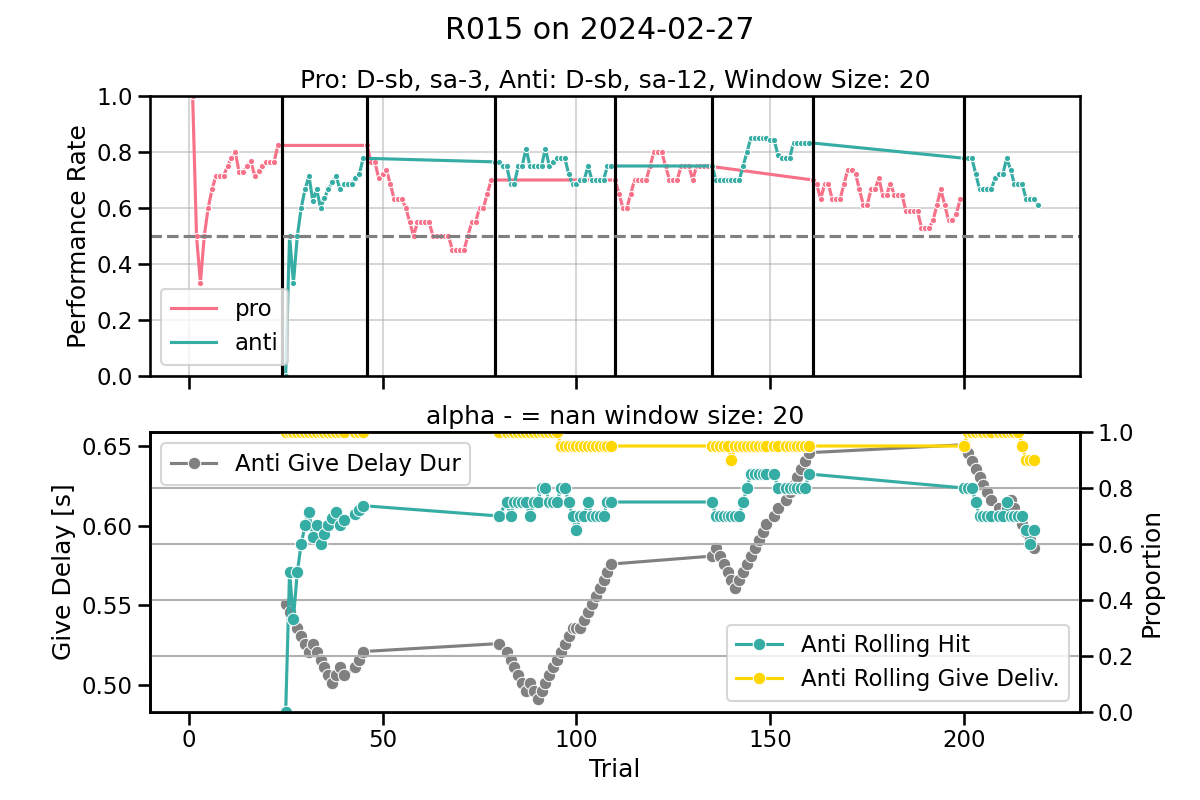 R015 on 2024-02-27
Pro: D-sb, sa-3, Anti: D-sb, sa-12, Window Size: 20
Performance Rate
1.0
0.8
0.6
0.4
0.2
0.0
pro
anti
alpha - = nan window size: 20
Give Delay [s]
0.65
0.60
0.55
0.50
Anti Give Delay Dur
Anti Rolling Hit
Anti Rolling Give Deliv.
1.0
0.8
0.6
0.4
0.2
0.0
Proportion
0 50 100 150 200
Trial